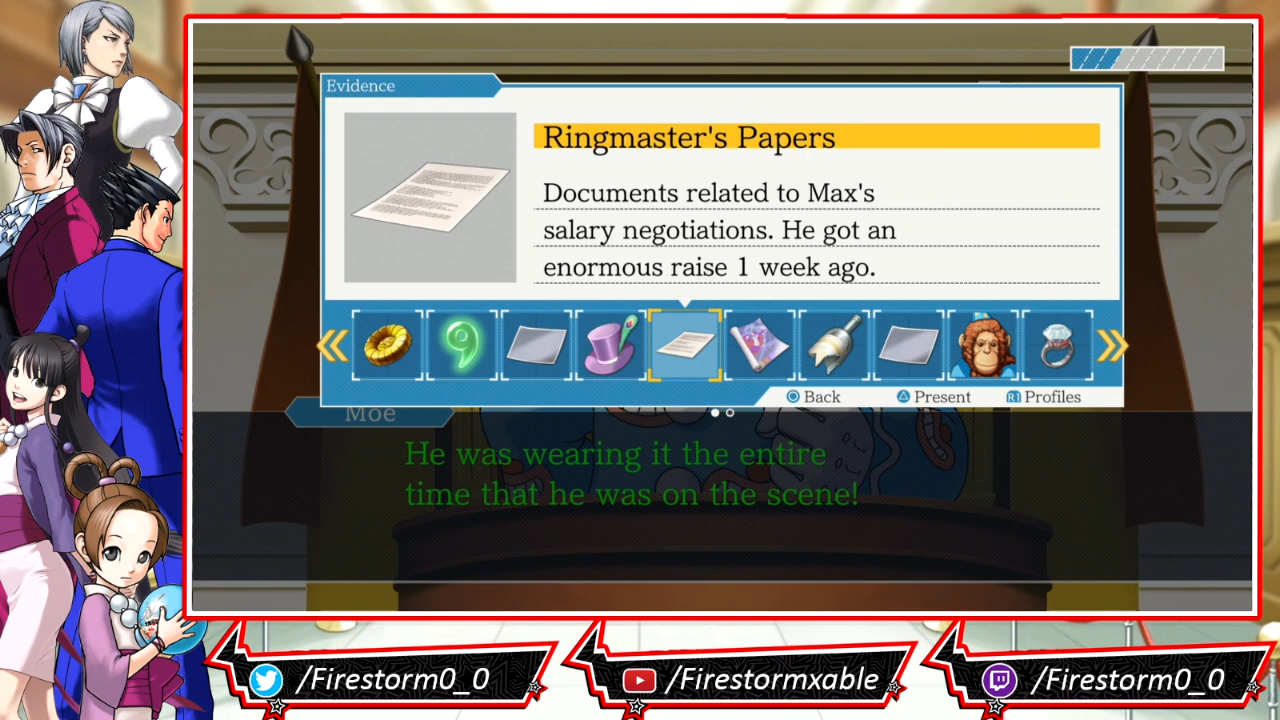 Evidence
Ringmaster's Papers
Documents related to Max's
salary negotiations. He got an
enormous raise 1 week ago.
Back
Present
R1 Profiles
Moe
He was wearing it the entire
time that he was on the scene!
/Firestorm0_0
/Firestormxable
/Firestorm0_0